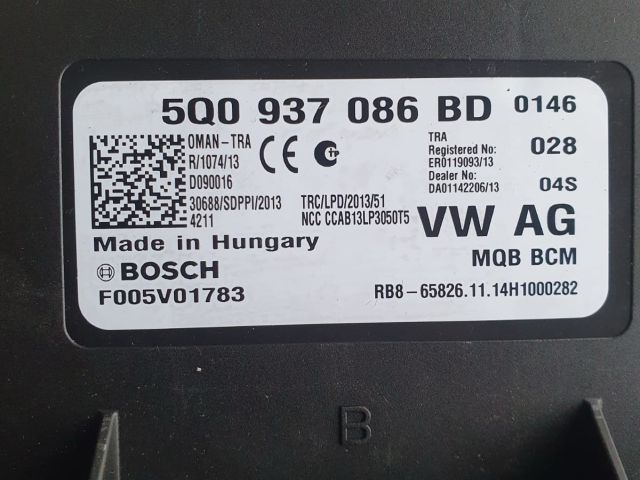 5Q0 937 086 BD 0146
OMAN-TRA
R/1074/13
D090016
30688/SDPPI/2013
4211
CE
TRC/LPD/2013/51
NCC CCAB13LP3050T5
TRA
Registered No:
ER0119093/13
Dealer No:
DA01142206/13
028
04S
VW AG
Made in Hungary
MQB BCM
BOSCH
F005V01783
RB8-65826.11.14H1000282
B